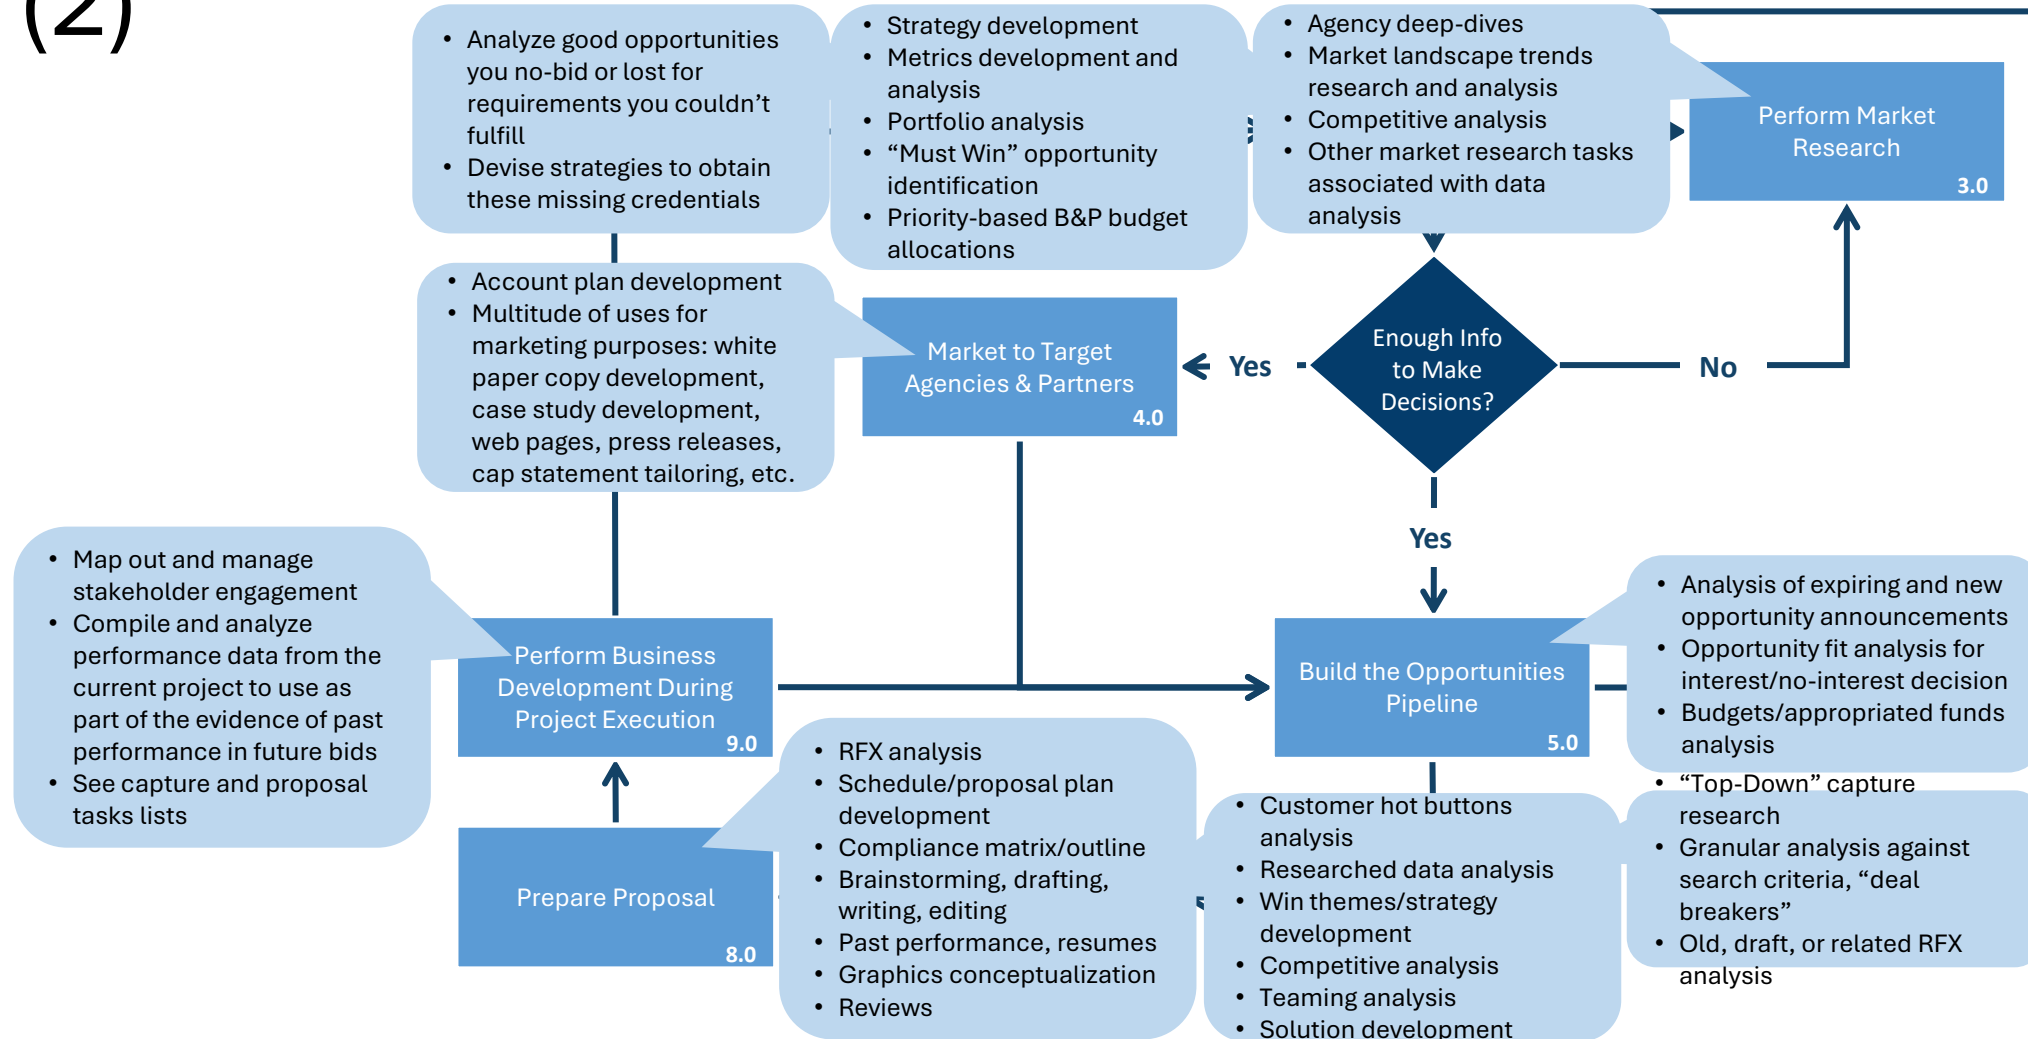 (2)
• Analyze good opportunities
you no-bid or lost for
requirements you couldn’t
fulfill
• Devise strategies to obtain
these missing credentials
• Strategy development
• Metrics development and
analysis
• Portfolio analysis
• “Must Win” opportunity
identification
• Priority-based B&P budget
allocations
• Agency deep-dives
• Market landscape trends
research and analysis
• Competitive analysis
• Other market research tasks
associated with data
analysis
Perform Market
Research
3.0
• Account plan development
• Multitude of uses for
marketing purposes: white
paper copy development,
case study development,
web pages, press releases,
cap statement tailoring, etc.
Market to Target
Agencies & Partners
4.0
Yes
Enough Info
to Make
Decisions?
No
Yes
• Map out and manage
stakeholder engagement
• Compile and analyze
performance data from the
current project to use as
part of the evidence of past
performance in future bids
• See capture and proposal
tasks lists
Perform Business
Development During
Project Execution
9.0
Build the Opportunities
Pipeline
5.0
• Analysis of expiring and new
opportunity announcements
• Opportunity fit analysis for
interest/no-interest decision
• Budgets/appropriated funds
analysis
Prepare Proposal
8.0
• RFX analysis
• Schedule/proposal plan
development
• Compliance matrix/outline
• Brainstorming, drafting,
writing, editing
• Past performance, resumes
• Graphics conceptualization
• Reviews
• Customer hot buttons
analysis
• Researched data analysis
• Win themes/strategy
development
• Competitive analysis
• Teaming analysis
• Solution development
• “Top-Down” capture
research
• Granular analysis against
search criteria, “deal
breakers”
• Old, draft, or related RFX
analysis